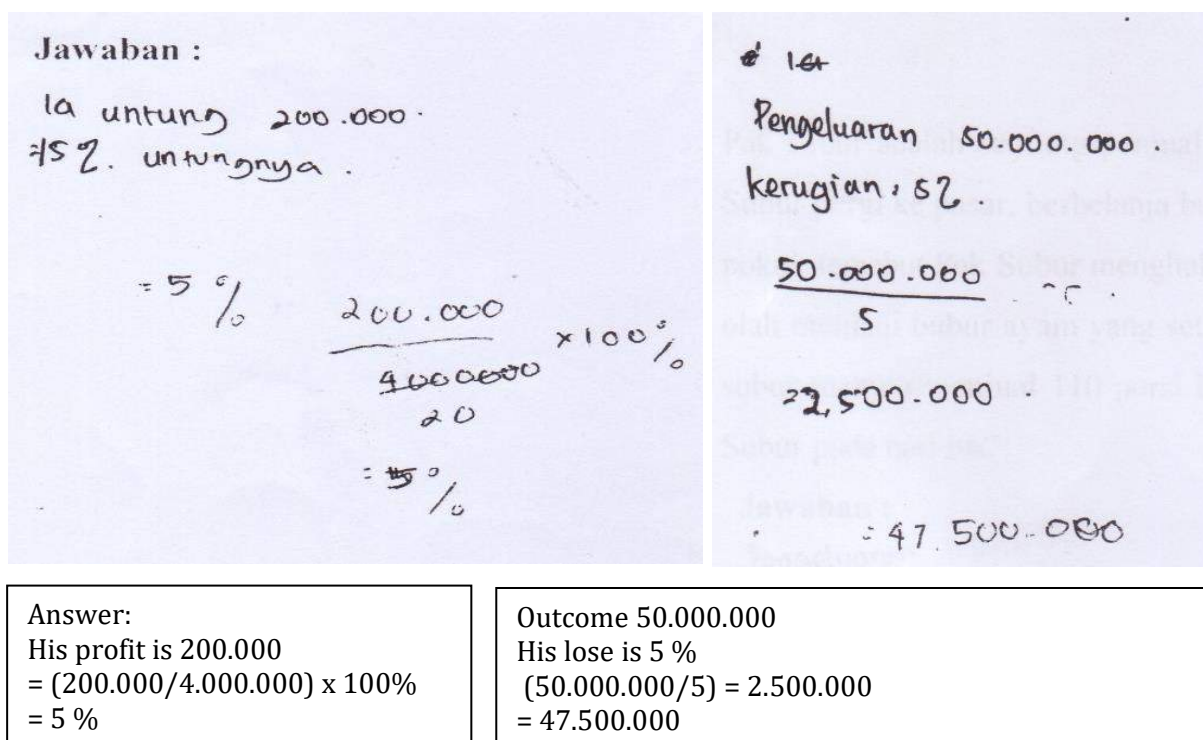 Jawaban :
Ia untung 200.000.
=15%. untungnya.
= 5 %
200.000
x100%
4000000
20
= 5 %
Pengeluaran 50.000.000.
kerugian : 5%.
50.000.000
5
=2,500.000.
=47.500.000
Jawaban :
Answer:
His profit is 200.000
= (200.000/4.000.000) x 100%
= 5 %
Outcome 50.000.000
His lose is 5 %
(50.000.000/5) = 2.500.000
= 47.500.000